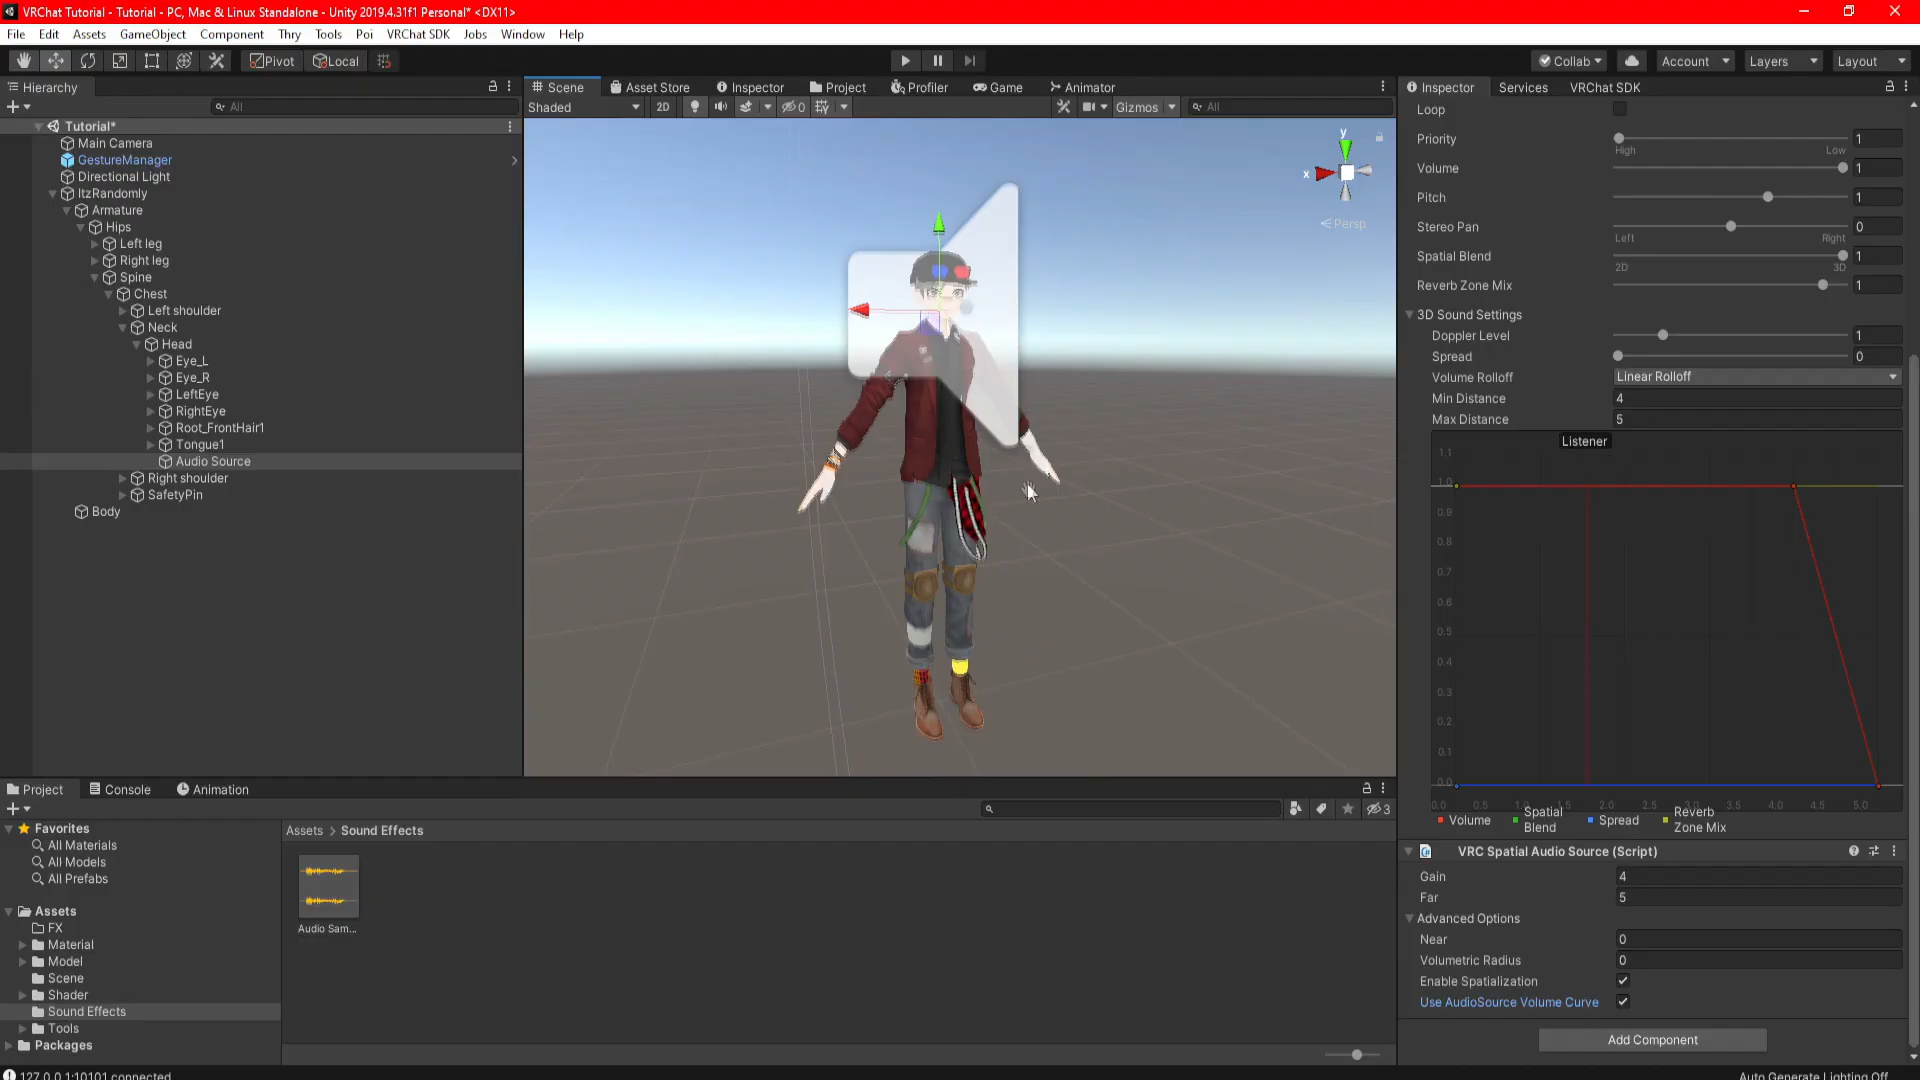 VRChat Tutorial - Tutorial - PC, Mac & Linux Standalone - Unity 2019.4.31f1 Personal* <DX11>
File Edit Assets GameObject Component Thry Tools Poi VRChat SDK Jobs Window Help
Pivot Local Collab Account Layers Layout
Hierarchy Scene Asset Store Inspector Project Profiler Game Animator Inspector Services VRChat SDK
All Shaded 2D 0 Gizmos All
Tutorial*
Main Camera
GestureManager
Directional Light
ItzRandomly
Armature
Hips
Left leg
Right leg
Spine
Chest
Left shoulder
Neck
Head
Eye_L
Eye_R
LeftEye
RightEye
Root_FrontHair1
Tongue1
Audio Source
Right shoulder
SafetyPin
Body
y
x
Persp
Loop
Priority 1
High Low
Volume 1
Pitch 1
Stereo Pan 0
Left Right
Spatial Blend 1
2D 3D
Reverb Zone Mix 1
3D Sound Settings
Doppler Level 1
Spread 0
Volume Rolloff Linear Rolloff
Min Distance 4
Max Distance 5
Listener
1.1
1.0
0.9
0.8
0.7
0.6
0.5
0.4
0.3
0.2
0.1
0.0
0.0 0.5 1.0 1.5 2.0 2.5 3.0 3.5 4.0 4.5 5.0
Volume Spatial Blend Spread Reverb Zone Mix
VRC Spatial Audio Source (Script)
Gain 4
Far 5
Advanced Options
Near 0
Volumetric Radius 0
Enable Spatialization
Use AudioSource Volume Curve
Add Component
Project Console Animation
3
Favorites
All Materials
All Models
All Prefabs
Assets
FX
Material
Model
Scene
Shader
Sound Effects
Tools
Packages
Assets > Sound Effects
Audio Sam...
127.0.0.1:10101 connected
Auto Generate Lighting Off